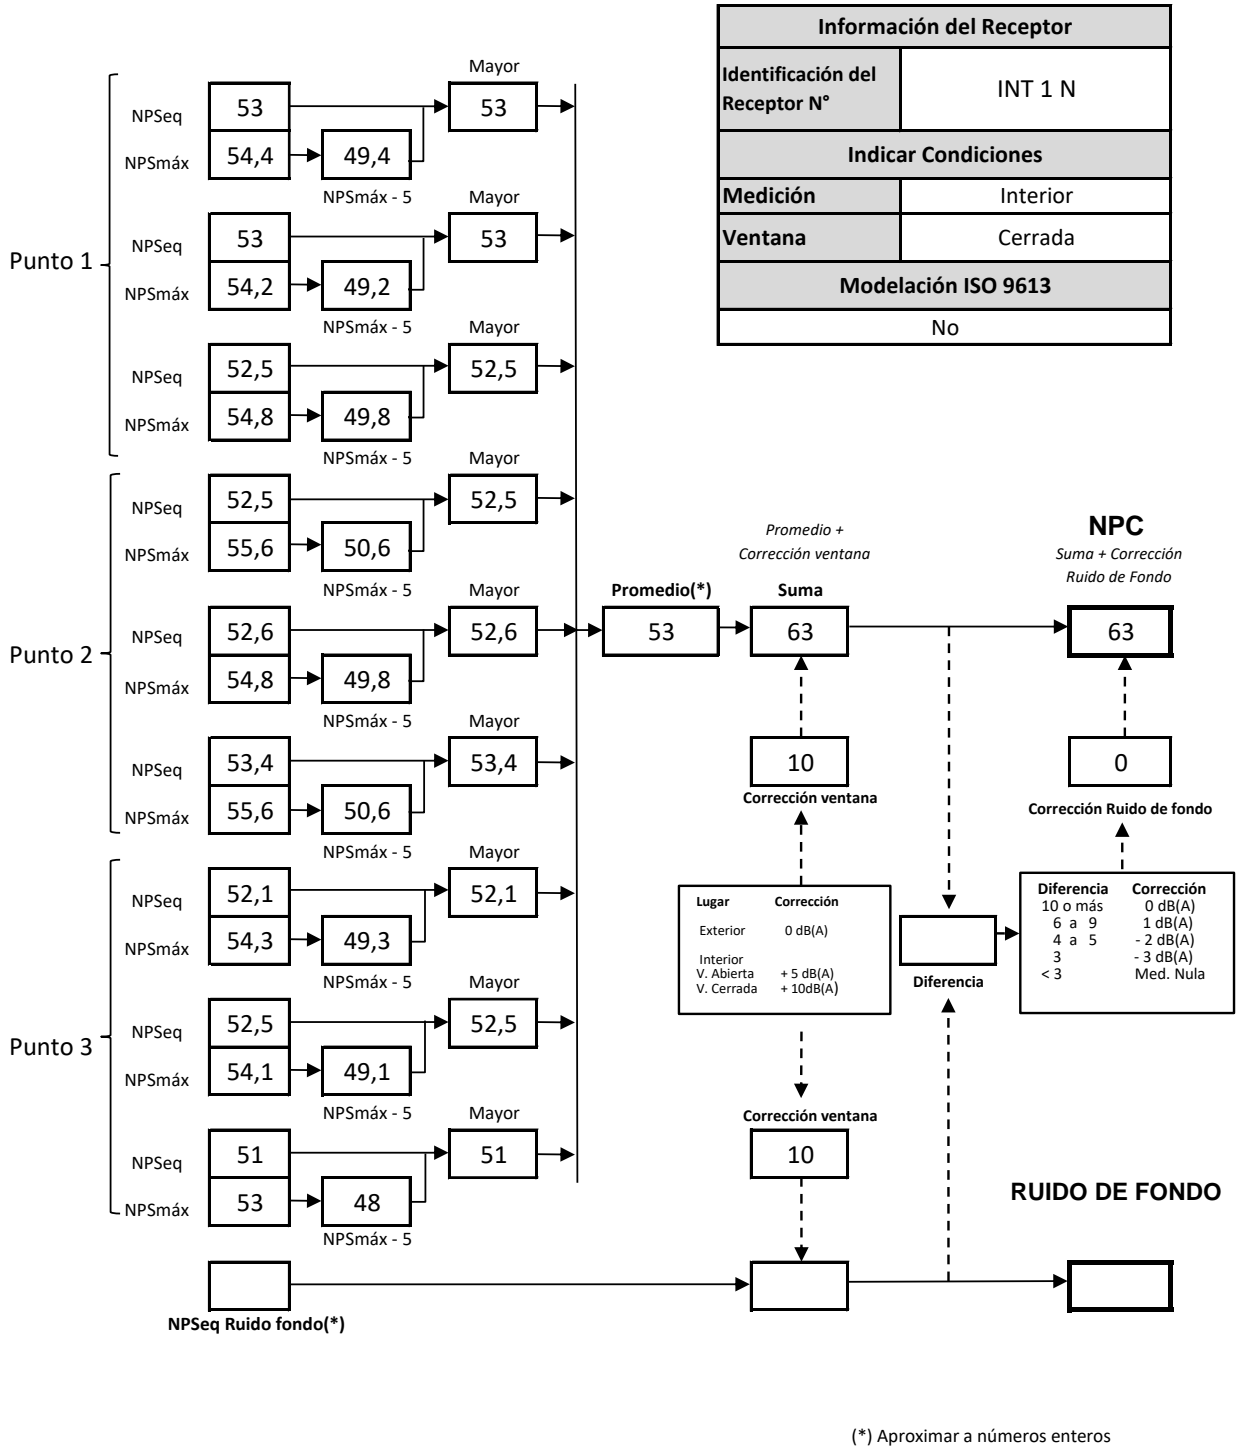 Información del Receptor
Identificación del
Receptor N°
INT 1 N
Indicar Condiciones
Medición
Interior
Ventana
Cerrada
Modelación ISO 9613
No
Punto 1
Mayor
NPSeq
53
53
NPSmáx
54,4
49,4
NPSmáx - 5
Mayor
NPSeq
53
53
NPSmáx
54,2
49,2
NPSmáx - 5
Mayor
NPSeq
52,5
52,5
NPSmáx
54,8
49,8
NPSmáx - 5
Punto 2
Mayor
NPSeq
52,5
52,5
NPSmáx
55,6
50,6
NPSmáx - 5
Mayor
NPSeq
52,6
52,6
NPSmáx
54,8
49,8
NPSmáx - 5
Mayor
NPSeq
53,4
53,4
NPSmáx
55,6
50,6
NPSmáx - 5
Punto 3
Mayor
NPSeq
52,1
52,1
NPSmáx
54,3
49,3
NPSmáx - 5
Mayor
NPSeq
52,5
52,5
NPSmáx
54,1
49,1
NPSmáx - 5
Mayor
NPSeq
51
51
NPSmáx
53
48
NPSmáx - 5
NPSeq Ruido fondo(*)
Promedio(*)
53
Promedio +
Corrección ventana
Suma
63
10
Corrección ventana
Lugar Corrección
Exterior 0 dB(A)
Interior
V. Abierta + 5 dB(A)
V. Cerrada + 10dB(A)
Corrección ventana
10
Diferencia
NPC
Suma + Corrección
Ruido de Fondo
63
0
Corrección Ruido de fondo
Diferencia Corrección
10 o más 0 dB(A)
6 a 9 1 dB(A)
4 a 5 - 2 dB(A)
3 - 3 dB(A)
< 3 Med. Nula
RUIDO DE FONDO
(*) Aproximar a números enteros